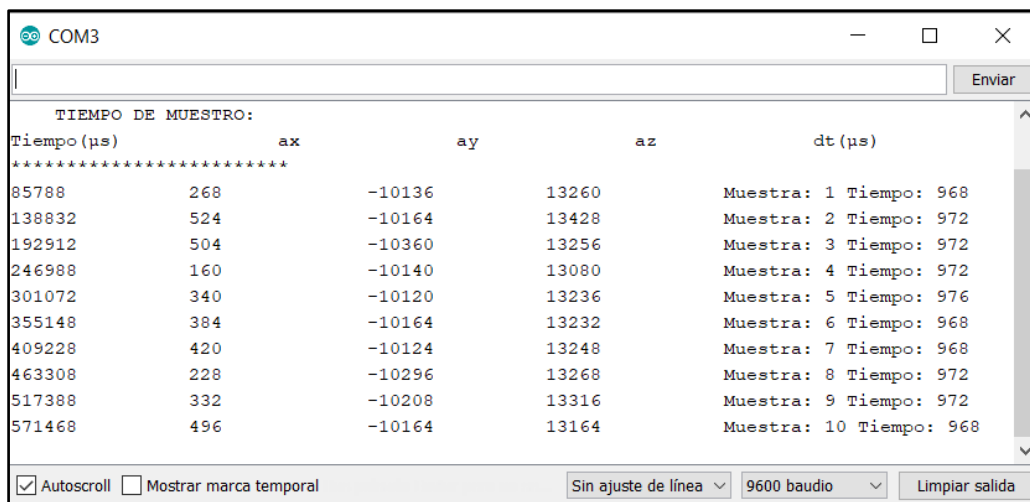 COM3
Enviar
TIEMPO DE MUESTRO:
Tiempo(µs) ax ay az dt(µs)
*************************
85788 268 -10136 13260 Muestra: 1 Tiempo: 968
138832 524 -10164 13428 Muestra: 2 Tiempo: 972
192912 504 -10360 13256 Muestra: 3 Tiempo: 972
246988 160 -10140 13080 Muestra: 4 Tiempo: 972
301072 340 -10120 13236 Muestra: 5 Tiempo: 976
355148 384 -10164 13232 Muestra: 6 Tiempo: 968
409228 420 -10124 13248 Muestra: 7 Tiempo: 968
463308 228 -10296 13268 Muestra: 8 Tiempo: 972
517388 332 -10208 13316 Muestra: 9 Tiempo: 972
571468 496 -10164 13164 Muestra: 10 Tiempo: 968
Autoscroll Mostrar marca temporal Sin ajuste de línea 9600 baudio Limpiar salida